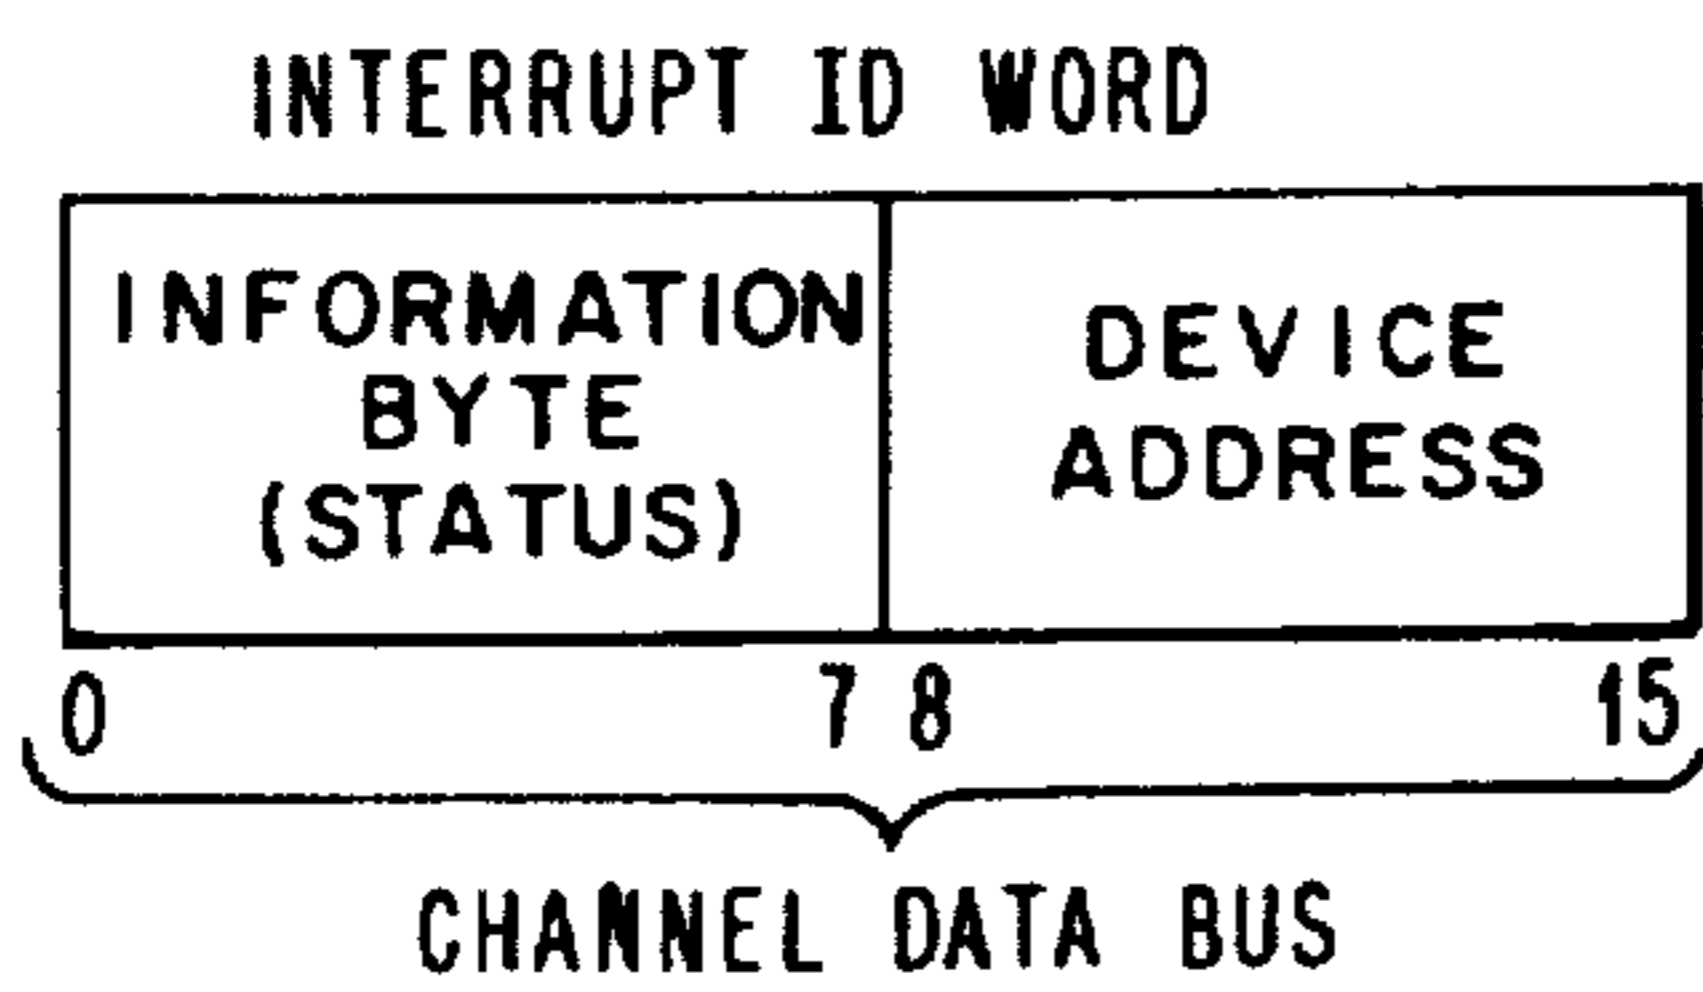 INTERRUPT ID WORD
INFORMATION
BYTE
(STATUS)
DEVICE
ADDRESS
0 7 8 15
CHANNEL DATA BUS